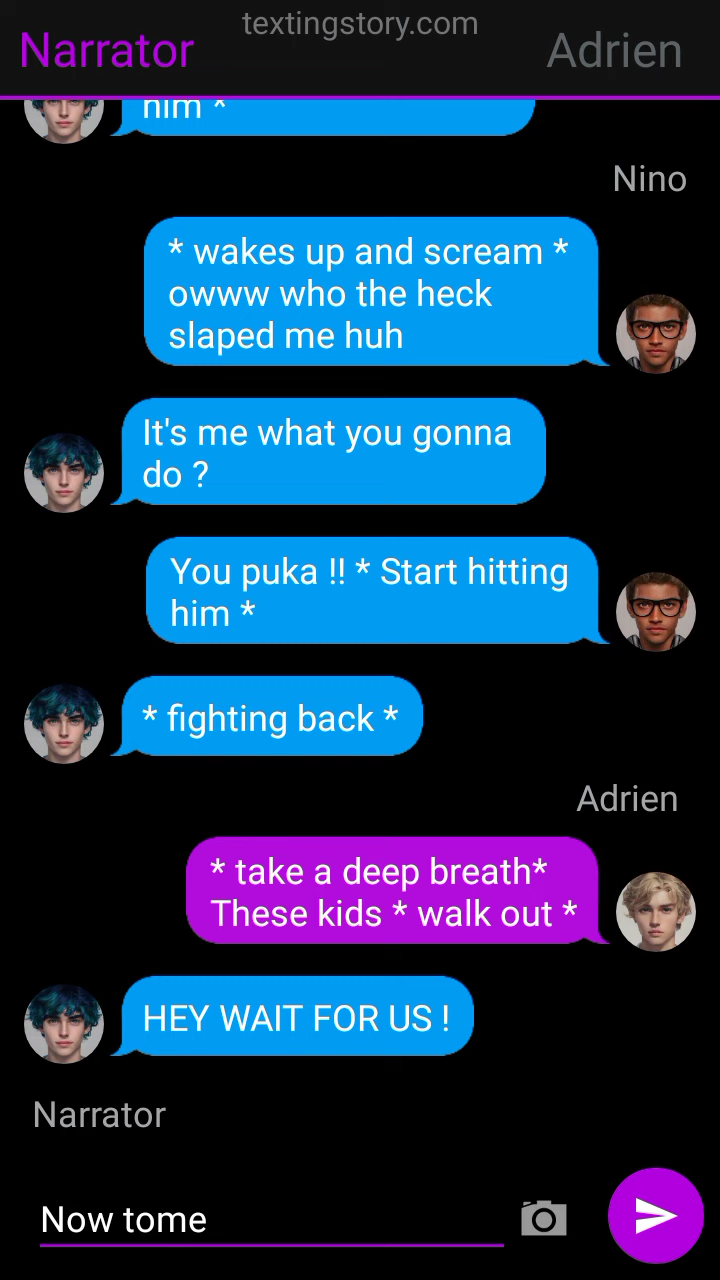 textingstory.com
Narrator
Adrien
him *
Nino
* wakes up and scream *
owww who the heck
slaped me huh
It's me what you gonna
do ?
You puka !! * Start hitting
him *
* fighting back *
Adrien
* take a deep breath*
These kids * walk out *
HEY WAIT FOR US !
Narrator
Now tome